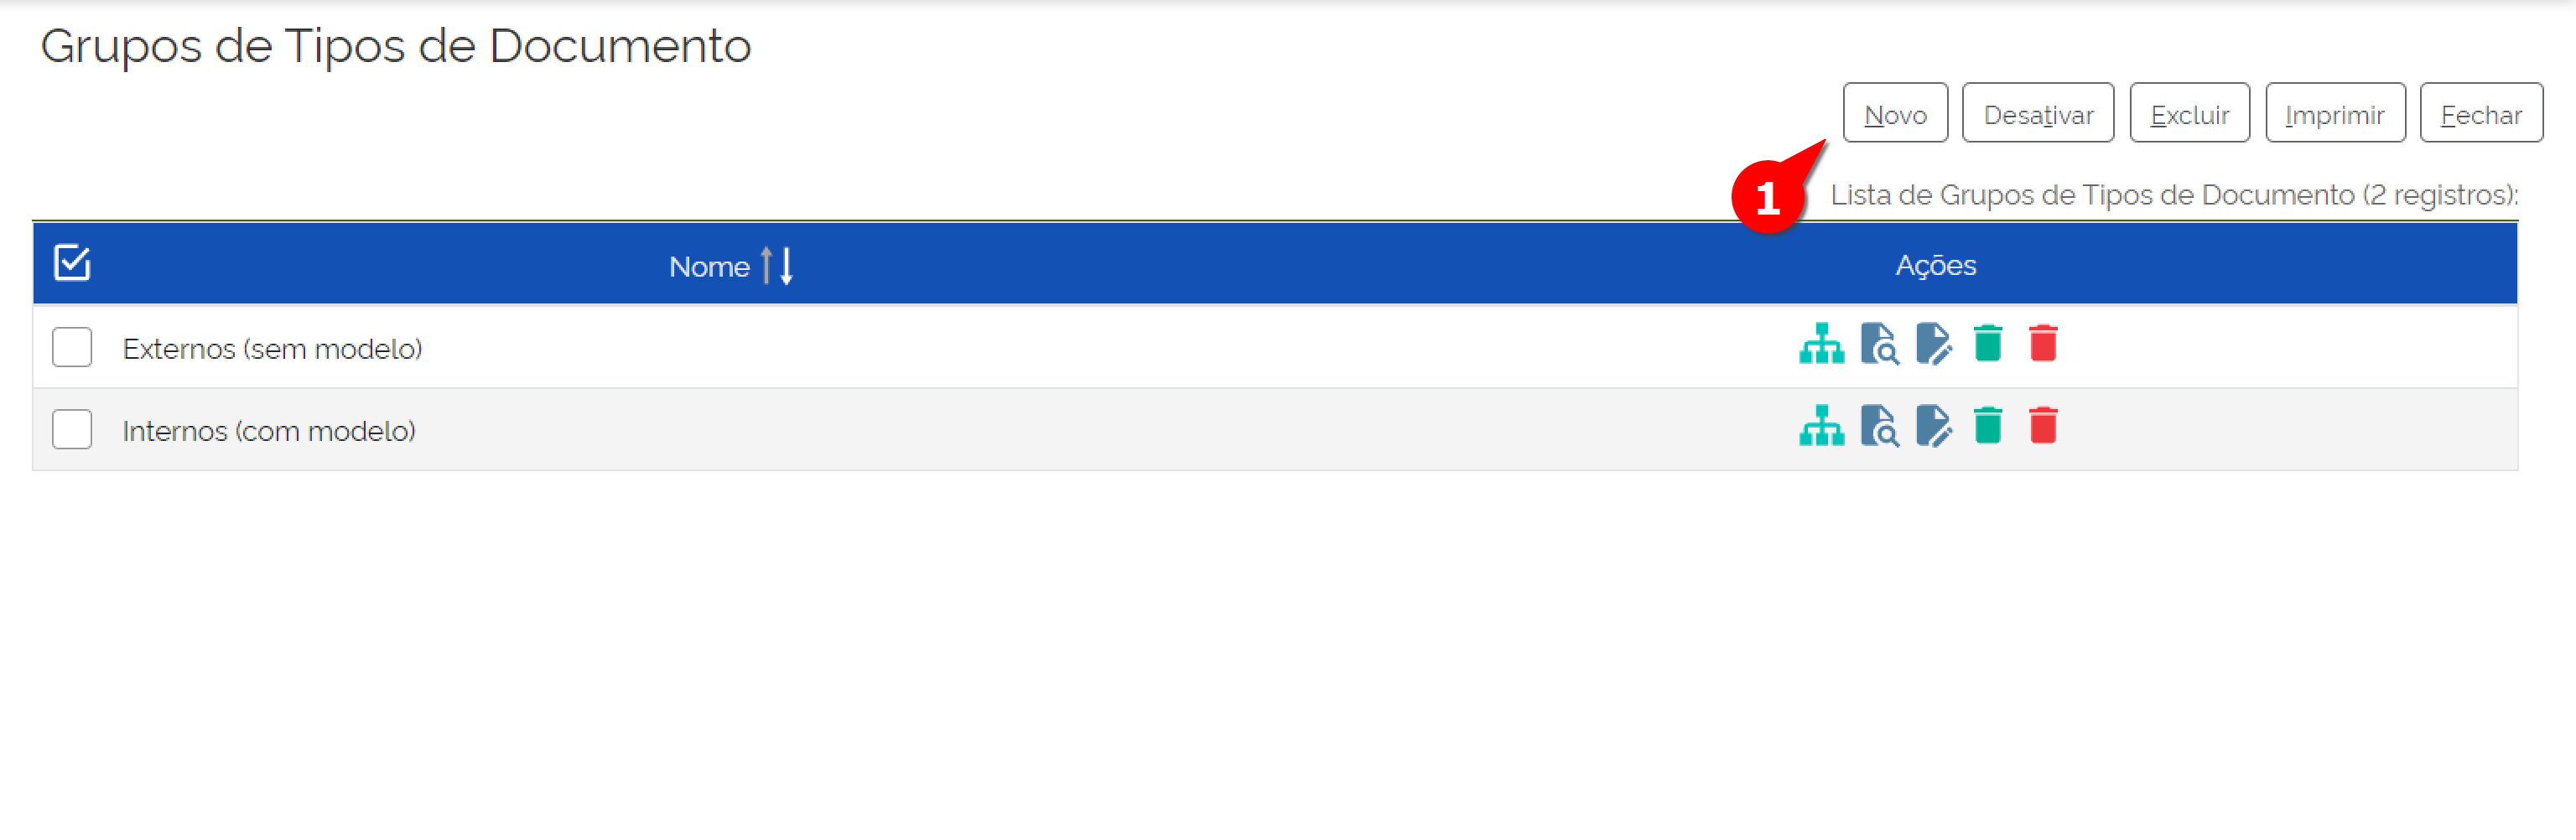 Grupos de Tipos de Documento
Novo Desativar Excluir Imprimir Fechar
1
Lista de Grupos de Tipos de Documento (2 registros):
Nome Ações
Externos (sem modelo)
Internos (com modelo)